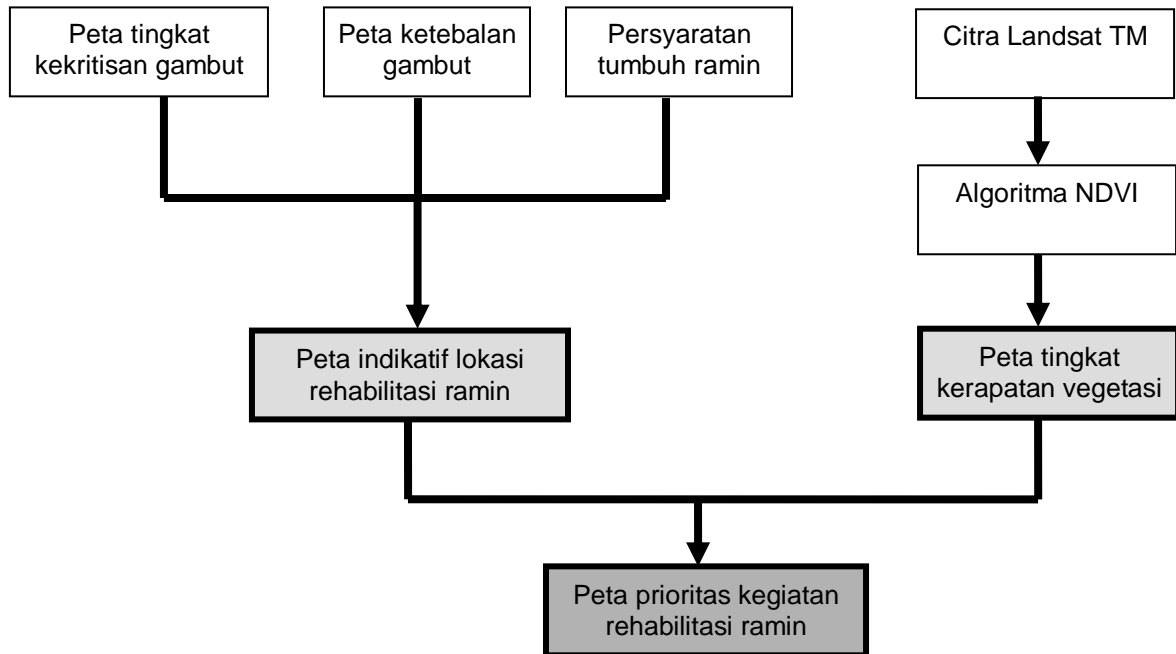 Peta tingkat
kekritisan gambut
Peta ketebalan
gambut
Persyaratan
tumbuh ramin
Citra Landsat TM
Algoritma NDVI
Peta indikatif lokasi
rehabilitasi ramin
Peta tingkat
kerapatan vegetasi
Peta prioritas kegiatan
rehabilitasi ramin